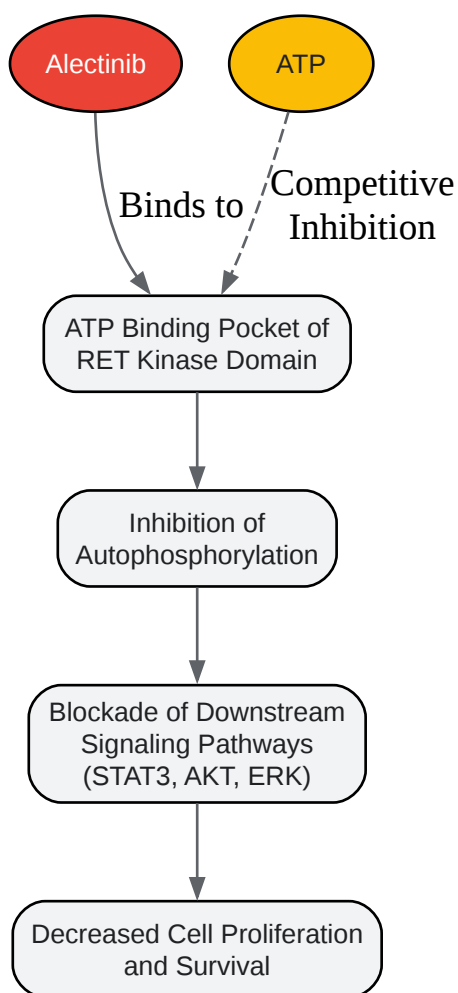 Alectinib
ATP
Binds to
Competitive
Inhibition
ATP Binding Pocket of
RET Kinase Domain
Inhibition of
Autophosphorylation
Blockade of Downstream
Signaling Pathways
(STAT3, AKT, ERK)
Decreased Cell Proliferation
and Survival